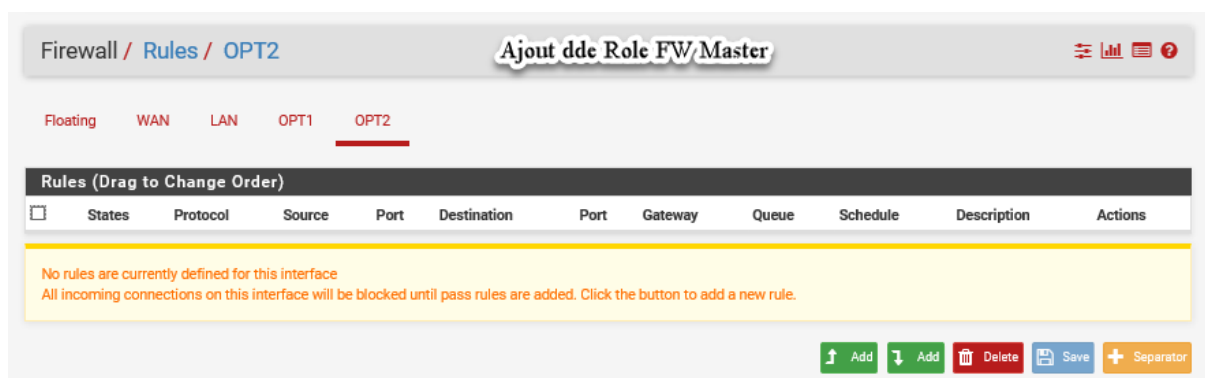 Firewall / Rules / OPT2
Ajout dde Role FW Master
Floating WAN LAN OPT1 OPT2
Rules (Drag to Change Order)
States Protocol Source Port Destination Port Gateway Queue Schedule Description Actions
No rules are currently defined for this interface
All incoming connections on this interface will be blocked until pass rules are added. Click the button to add a new rule.
Add Add Delete Save Separator